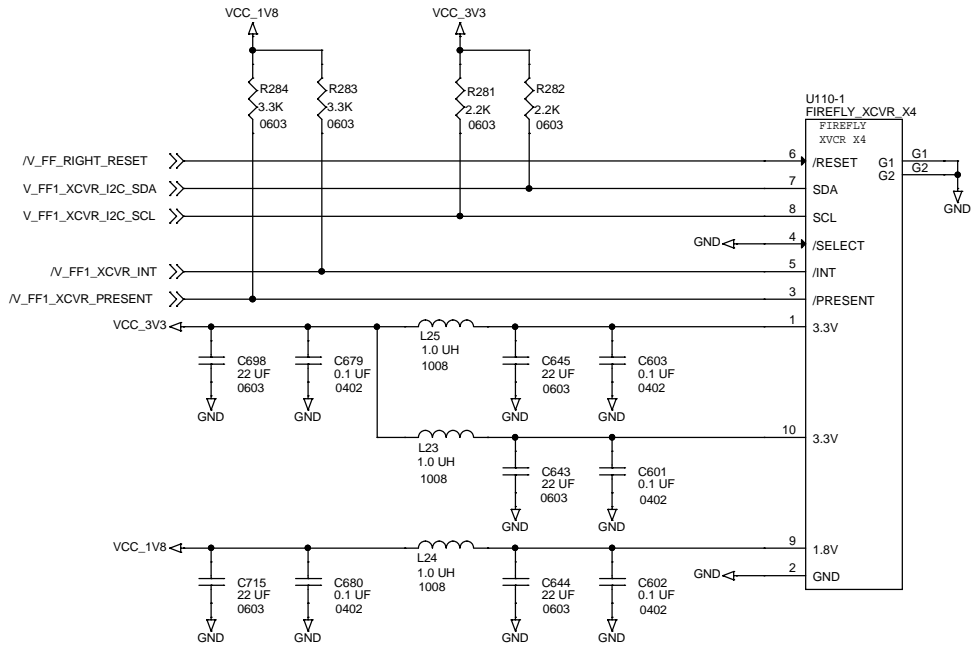 VCC_1V8
VCC_3V3
R284
3.3K
0603
R283
3.3K
0603
R281
2.2K
0603
R282
2.2K
0603
U110-1
FIREFLY_XCVR_X4
FIREFLY
XVCR X4
/V_FF_RIGHT_RESET
6
/RESET
G1
G1
G2
G2
GND
V_FF1_XCVR_I2C_SDA
7
SDA
V_FF1_XCVR_I2C_SCL
8
SCL
GND
4
/SELECT
/V_FF1_XCVR_INT
5
/INT
/V_FF1_XCVR_PRESENT
3
/PRESENT
VCC_3V3
1
3.3V
L25
1.0 UH
1008
C698
22 UF
0603
GND
C679
0.1 UF
0402
GND
C645
22 UF
0603
GND
C603
0.1 UF
0402
GND
10
3.3V
L23
1.0 UH
1008
C643
22 UF
0603
GND
C601
0.1 UF
0402
GND
VCC_1V8
9
1.8V
L24
1.0 UH
1008
GND
2
GND
C715
22 UF
0603
GND
C680
0.1 UF
0402
GND
C644
22 UF
0603
GND
C602
0.1 UF
0402
GND